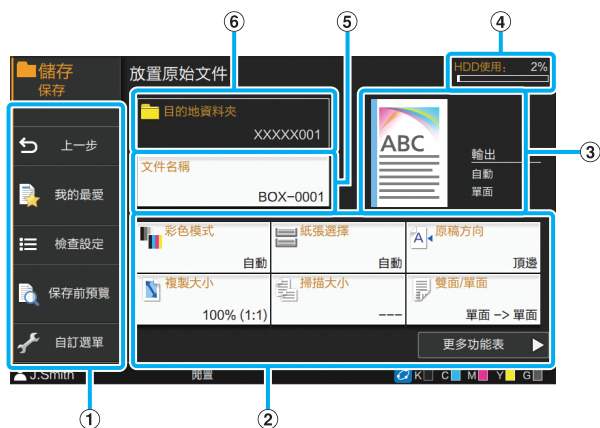 ⑥
⑤
④
儲存
保存
放置原始文件
HDD使用： 2%
目的地資料夾
XXXXX001
文件名稱
BOX-0001
ABC
輸出
自動
單面
③
上一步
我的最愛
檢查設定
保存前預覽
自訂選單
彩色模式
自動
紙張選擇
自動
原稿方向
A
頂邊
複製大小
100% (1:1)
掃描大小
---
雙面/單面
單面 -> 單面
更多功能表
J.Smith
閒置
K C M Y G
①
②